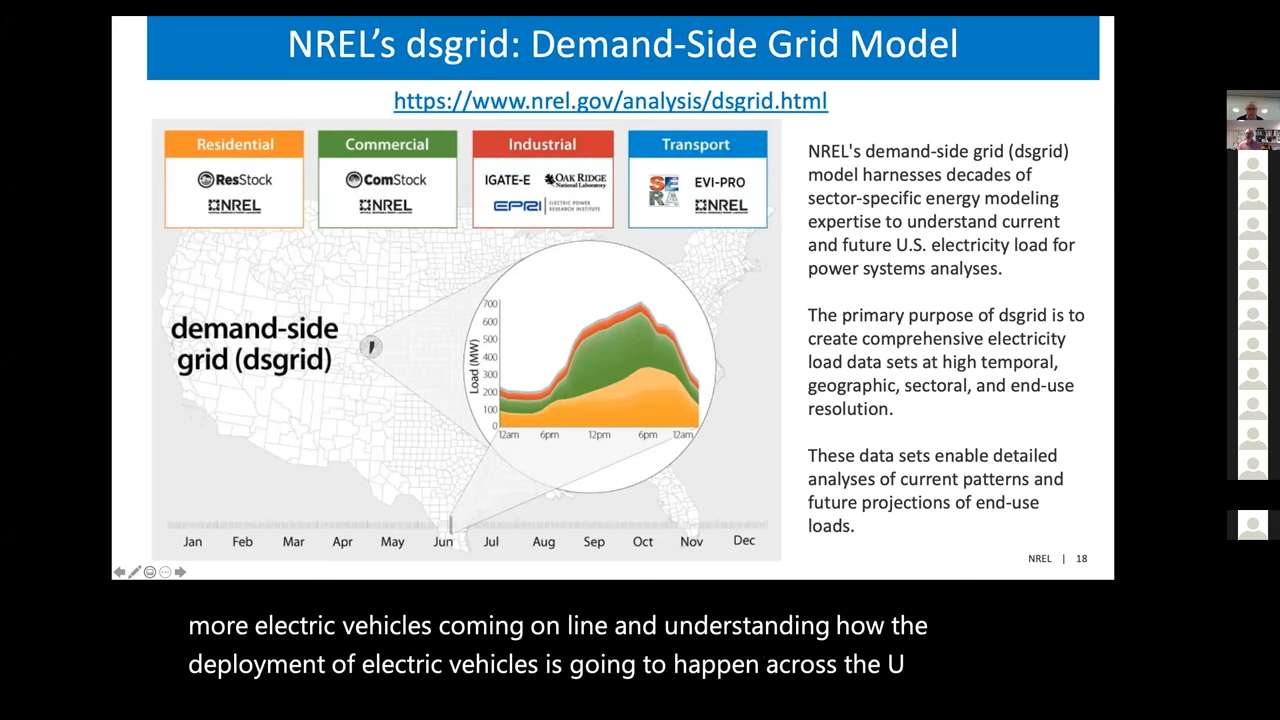 NREL's dsgrid: Demand-Side Grid Model
https://www.nrel.gov/analysis/dsgrid.html
Residential
ResStock
NREL
Commercial
ComStock
NREL
Industrial
IGATE-E
OAK RIDGE
National Laboratory
EPRI
ELECTRIC POWER
RESEARCH INSTITUTE
Transport
SERA
EVI-PRO
NREL
demand-side
grid (dsgrid)
Load (MW)
700
600
500
400
300
200
100
0
12am 6pm 12pm 6pm 12am
Jan Feb Mar Apr May Jun Jul Aug Sep Oct Nov Dec
NREL's demand-side grid (dsgrid)
model harnesses decades of
sector-specific energy modeling
expertise to understand current
and future U.S. electricity load for
power systems analyses.
The primary purpose of dsgrid is to
create comprehensive electricity
load data sets at high temporal,
geographic, sectoral, and end-use
resolution.
These data sets enable detailed
analyses of current patterns and
future projections of end-use
loads.
NREL | 18
more electric vehicles coming on line and understanding how the
deployment of electric vehicles is going to happen across the U